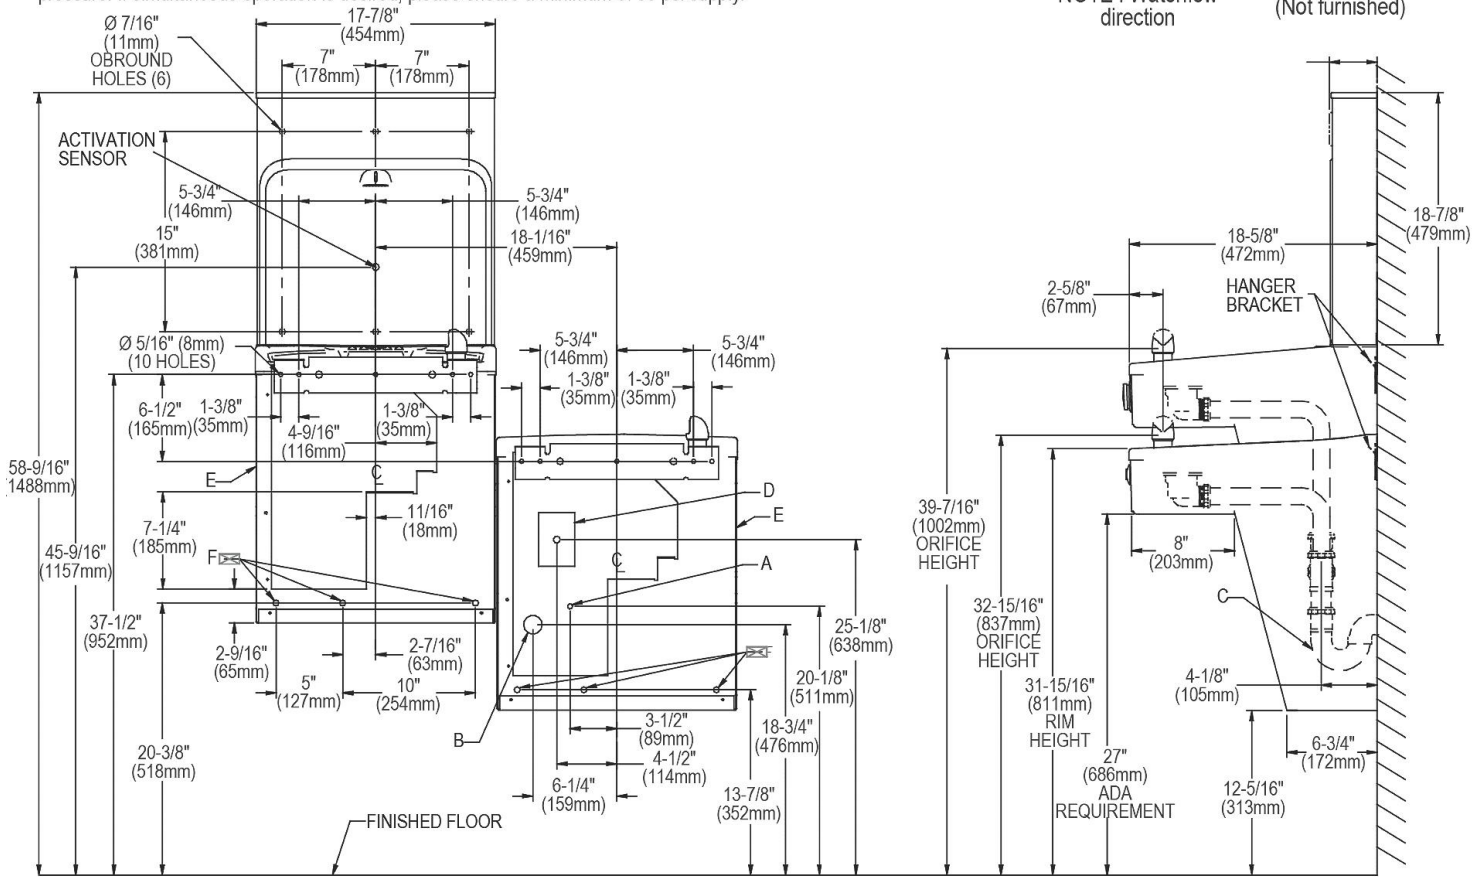 direction
(Not furnished)
17-7/8"
(454mm)
Ø 7/16"
(11mm)
OBROUND
HOLES (6)
7"
(178mm)
7"
(178mm)
ACTIVATION
SENSOR
5-3/4"
(146mm)
5-3/4"
(146mm)
15"
(381mm)
18-1/16"
(459mm)
Ø 5/16" (8mm)
(10 HOLES)
5-3/4"
(146mm)
5-3/4"
(146mm)
1-3/8"
(35mm)
1-3/8"
(35mm)
6-1/2"
(165mm)
1-3/8"
(35mm)
1-3/8"
(35mm)
4-9/16"
(116mm)
58-9/16"
(1488mm)
E
C
L
11/16"
(18mm)
D
E
7-1/4"
(185mm)
F
45-9/16"
(1157mm)
C
L
A
37-1/2"
(952mm)
2-9/16"
(65mm)
2-7/16"
(63mm)
5"
(127mm)
10"
(254mm)
25-1/8"
(638mm)
F
20-1/8"
(511mm)
B
3-1/2"
(89mm)
18-3/4"
(476mm)
4-1/2"
(114mm)
6-1/4"
(159mm)
20-3/8"
(518mm)
13-7/8"
(352mm)
FINISHED FLOOR
18-7/8"
(479mm)
18-5/8"
(472mm)
2-5/8"
(67mm)
HANGER
BRACKET
39-7/16"
(1002mm)
ORIFICE
HEIGHT
8"
(203mm)
32-15/16"
(837mm)
ORIFICE
HEIGHT
C
31-15/16"
(811mm)
RIM
HEIGHT
4-1/8"
(105mm)
27"
(686mm)
ADA
REQUIREMENT
6-3/4"
(172mm)
12-5/16"
(313mm)